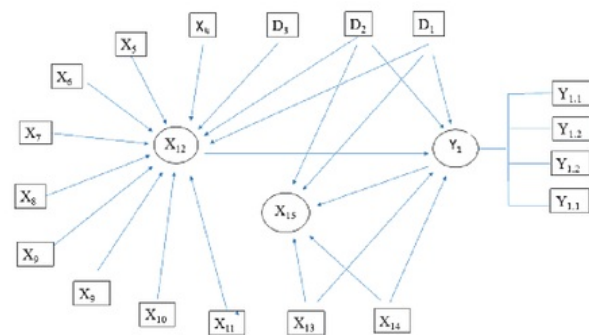 X₄ D₃ D₂ D₁
X₅
X₆
X₇
X₈
X₉
X₉
X₁₀
X₁₁
X₁₂
X₁₅
X₁₃
X₁₄
Y₂
Y₁.₁
Y₁.₂
Y₁.₂
Y₁.₁